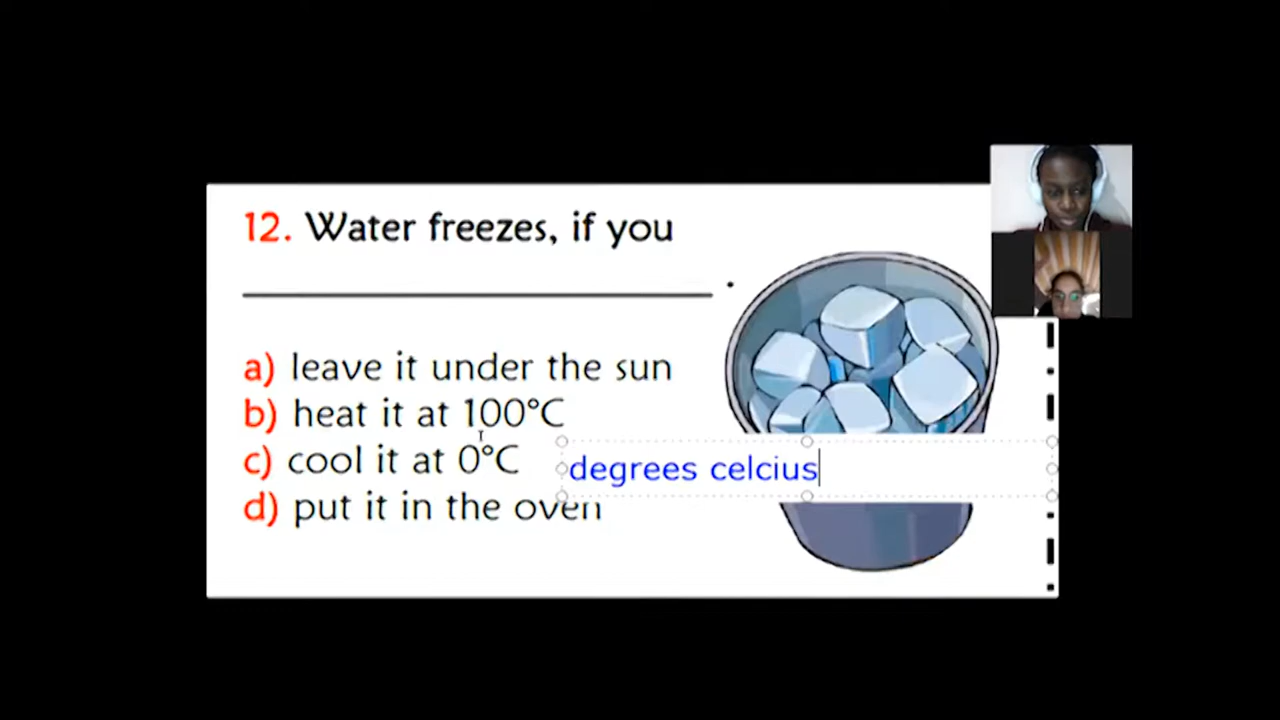 12. Water freezes, if you
____________________ .
a) leave it under the sun
b) heat it at 100°C
c) cool it at 0°C
degrees celcius
d) put it in the oven